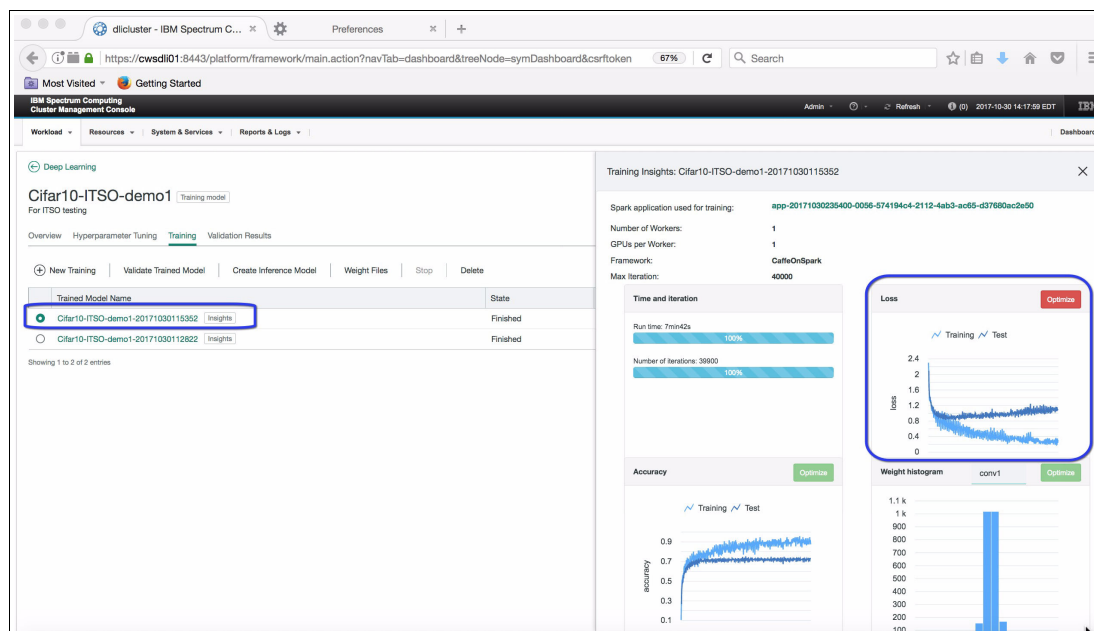 dlicluster - IBM Spectrum C... × Preferences × +
https://cwsdli01:8443/platform/framework/main.action?navTab=dashboard&treeNode=symDashboard&csrftoken 67% Search
Most Visited Getting Started
IBM Spectrum Computing
Cluster Management Console
Admin Refresh (0) 2017-10-30 14:17:59 EDT IBM
Workload Resources System & Services Reports & Logs Dashboard
Deep Learning
Cifar10-ITSO-demo1 Training model
For ITSO testing
Overview Hyperparameter Tuning Training Validation Results
New Training Validate Trained Model Create Inference Model Weight Files Stop Delete
Trained Model Name State
Cifar10-ITSO-demo1-20171030115352 Insights Finished
Cifar10-ITSO-demo1-20171030112822 Insights Finished
Showing 1 to 2 of 2 entries
Training Insights: Cifar10-ITSO-demo1-20171030115352 ×
Spark application used for training: app-20171030235400-0056-574194c4-2112-4ab3-ac65-d37680ac2e50
Number of Workers: 1
GPUs per Worker: 1
Framework: CaffeOnSpark
Max Iteration: 40000
Time and iteration
Run time: 7min42s
100%
Number of iterations: 39900
100%
Loss Optimize
Training Test
2.4
2
1.6
1.2
0.8
0.4
0
loss
Accuracy Optimize
Training Test
0.9
0.7
0.5
0.3
0.1
accuracy
Weight histogram conv1 Optimize
1.1 k
1 k
900
800
700
600
500
400
300
200
100